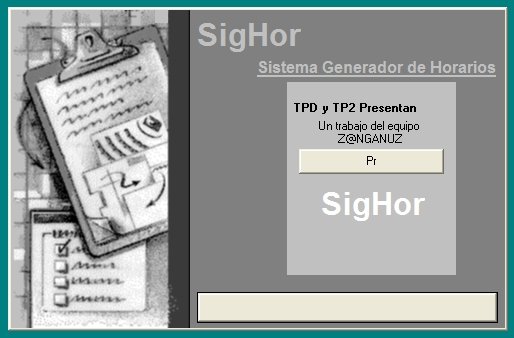 SigHor
Sistema Generador de Horarios
TPD y TP2 Presentan
Un trabajo del equipo
Z@NGANUZ
Pr
SigHor